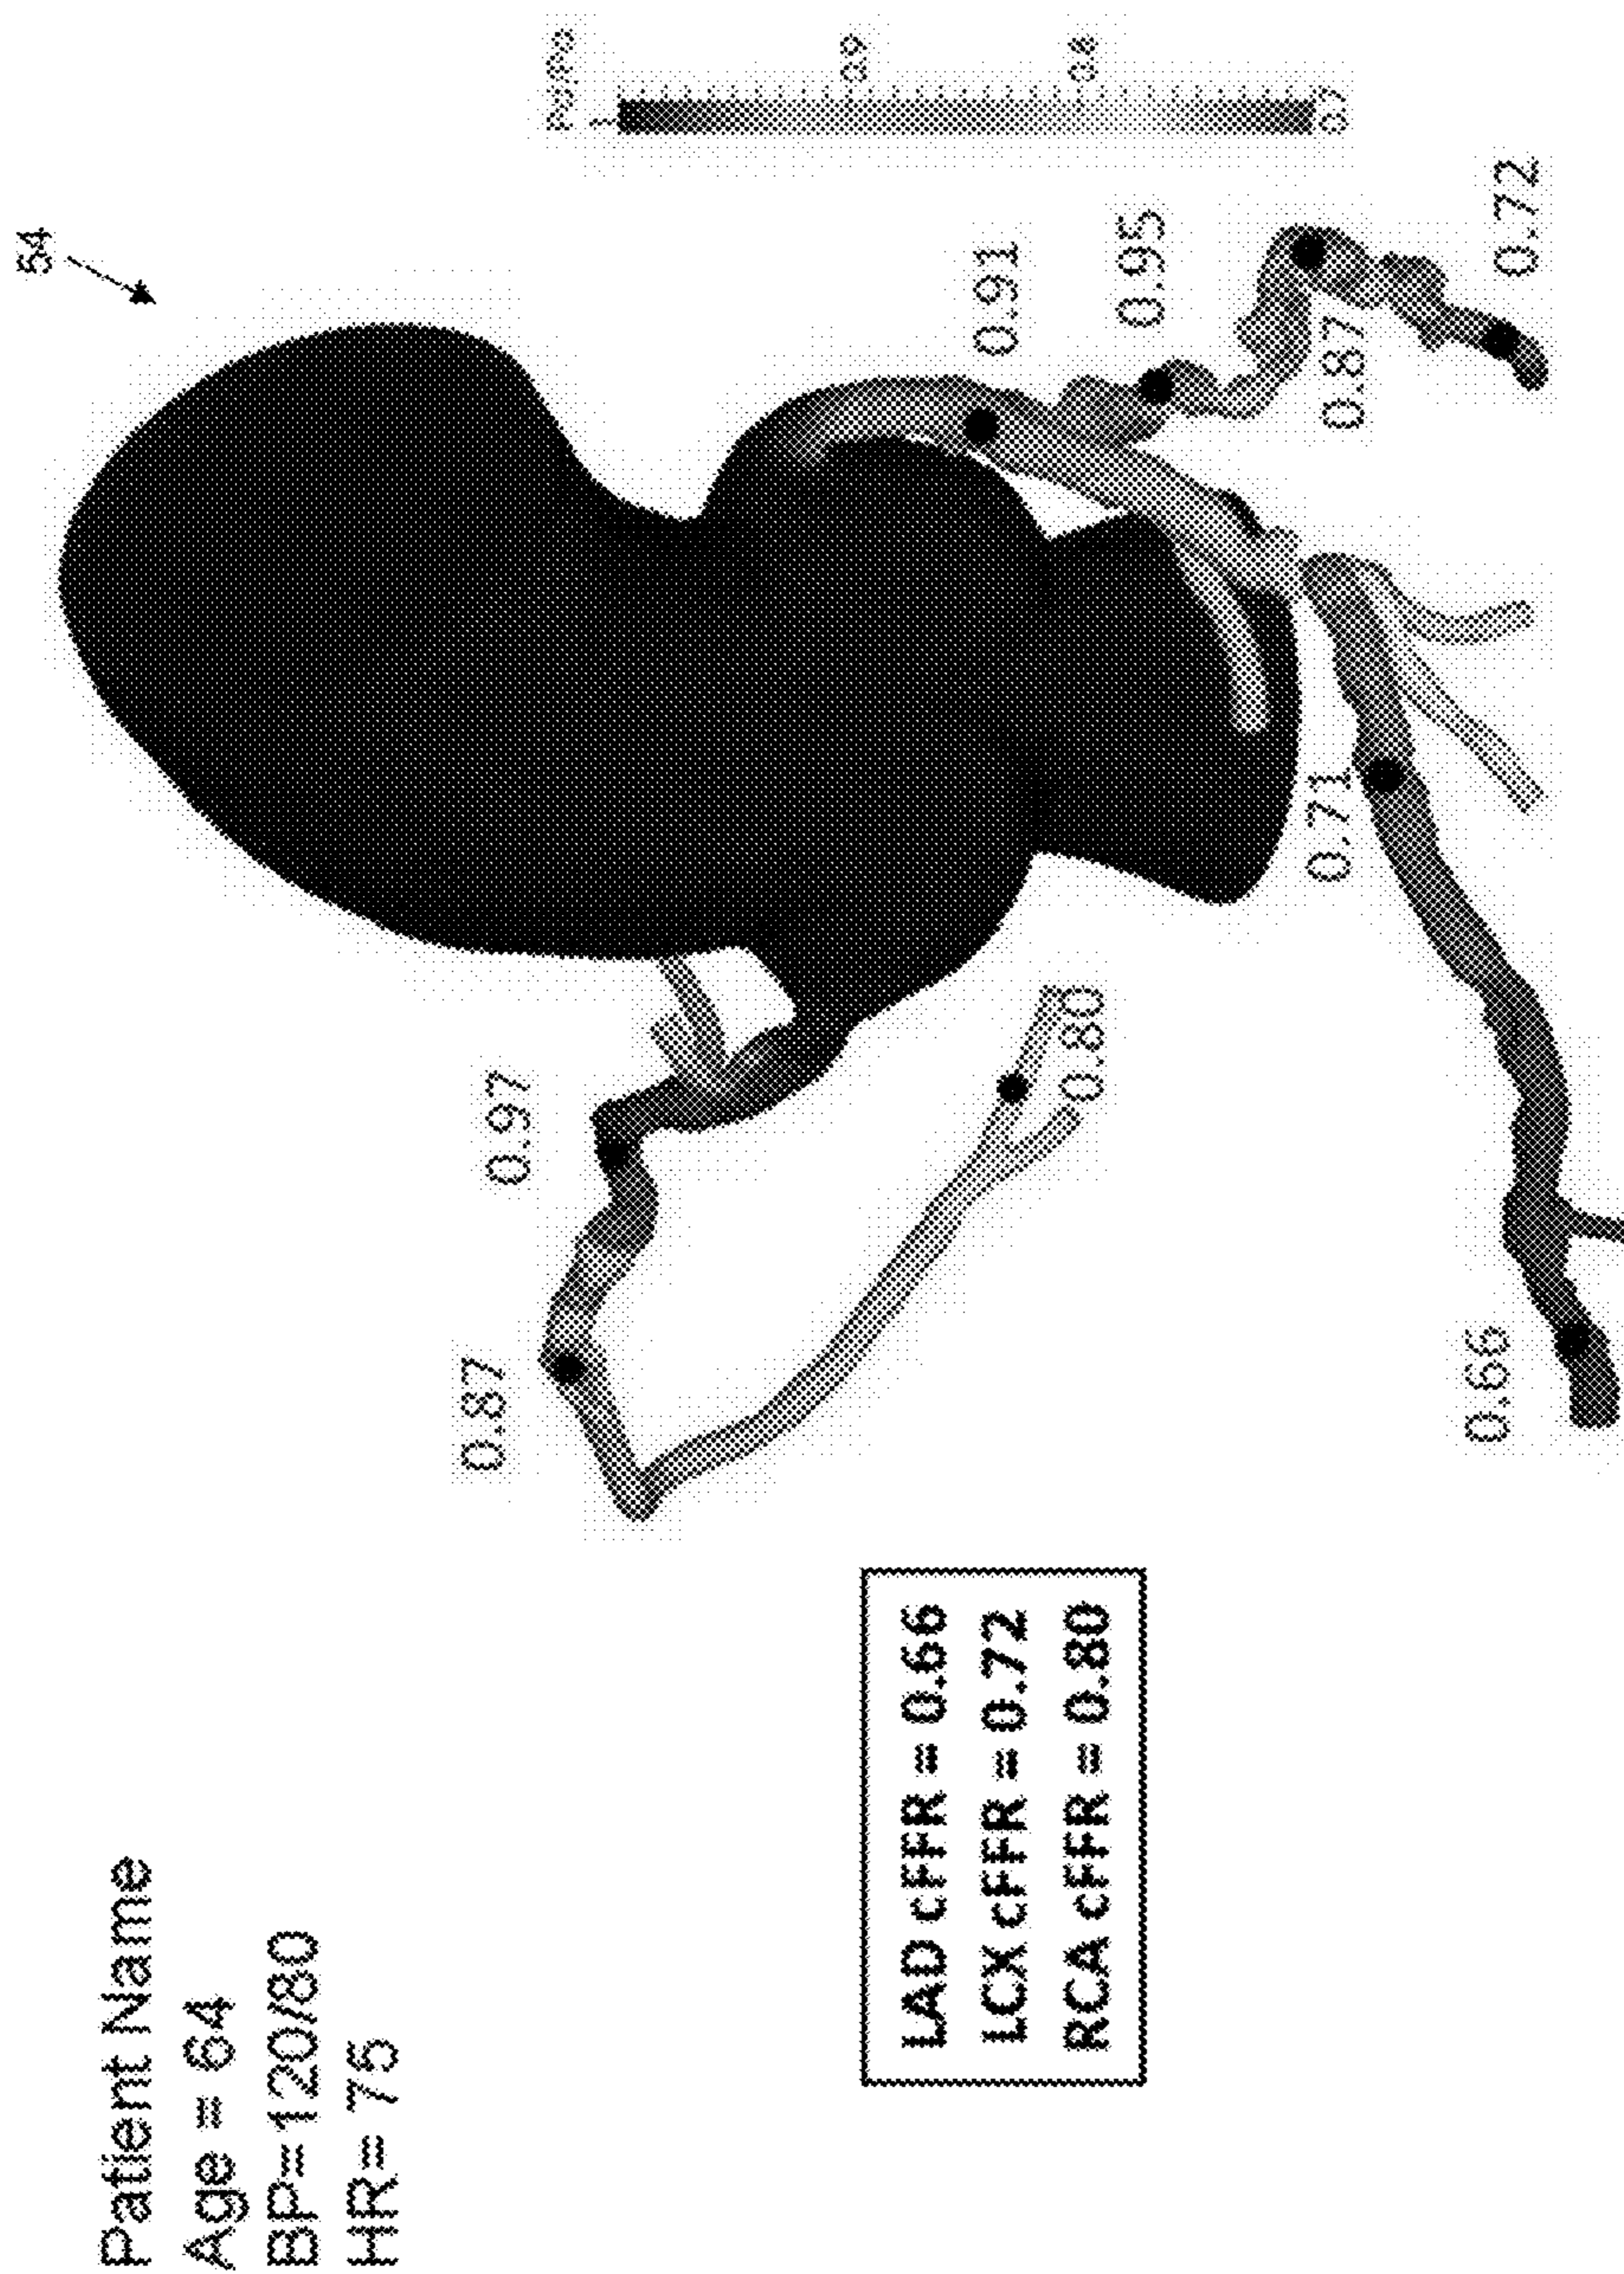 Patient Name
Age = 64
BP=120/80
HR= 75
LAD cFFR = 0.66
LCX cFFR = 0.72
RCA cFFR = 0.80
54
0.87
0.97
0.80
0.66
0.71
0.91
0.95
0.87
0.72
1
0.9
0.8
0.7